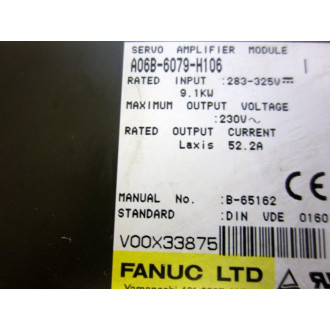 SERVO AMPLIFIER MODULE
A06B-6079-H106
RATED INPUT :283-325V⎓
9.1KW
MAXIMUM OUTPUT VOLTAGE
:230V~
RATED OUTPUT CURRENT
Laxis 52.2A
MANUAL No. :B-65162
STANDARD :DIN VDE 0160
CE
V00X33875
FANUC LTD